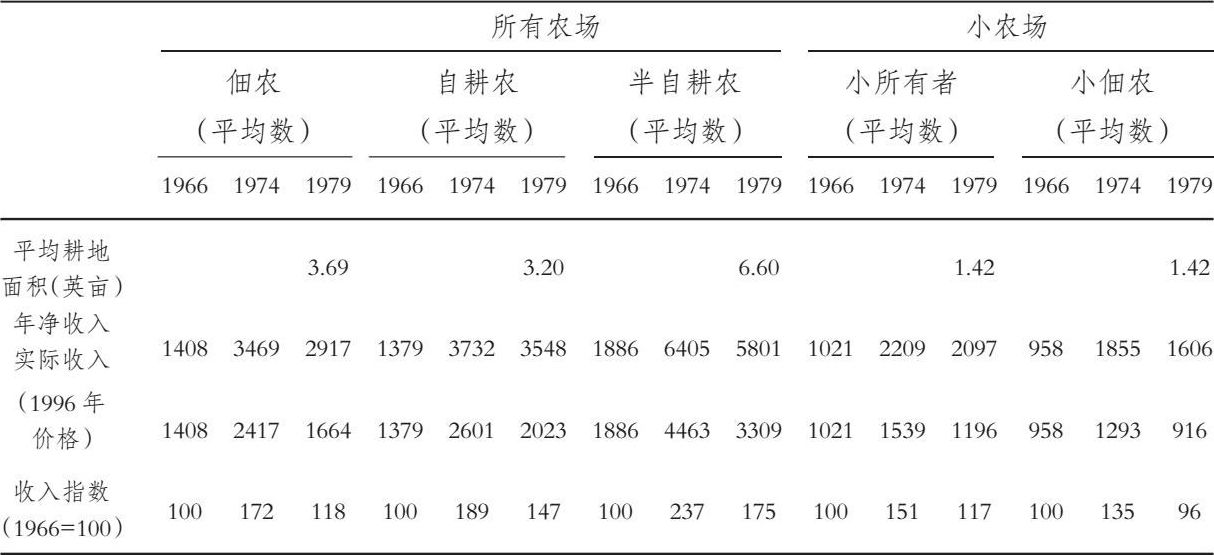 所有农场 小农场
佃农 自耕农 半自耕农 小所有者 小佃农
(平均数) (平均数) (平均数) (平均数) (平均数)
1966 1974 1979 1966 1974 1979 1966 1974 1979 1966 1974 1979 1966 1974 1979
平均耕地
面积(英亩) 3.69 3.20 6.60 1.42 1.42
年净收入
实际收入 1408 3469 2917 1379 3732 3548 1886 6405 5801 1021 2209 2097 958 1855 1606
(1996 年
价格) 1408 2417 1664 1379 2601 2023 1886 4463 3309 1021 1539 1196 958 1293 916
收入指数
(1966=100) 100 172 118 100 189 147 100 237 175 100 151 117 100 135 96